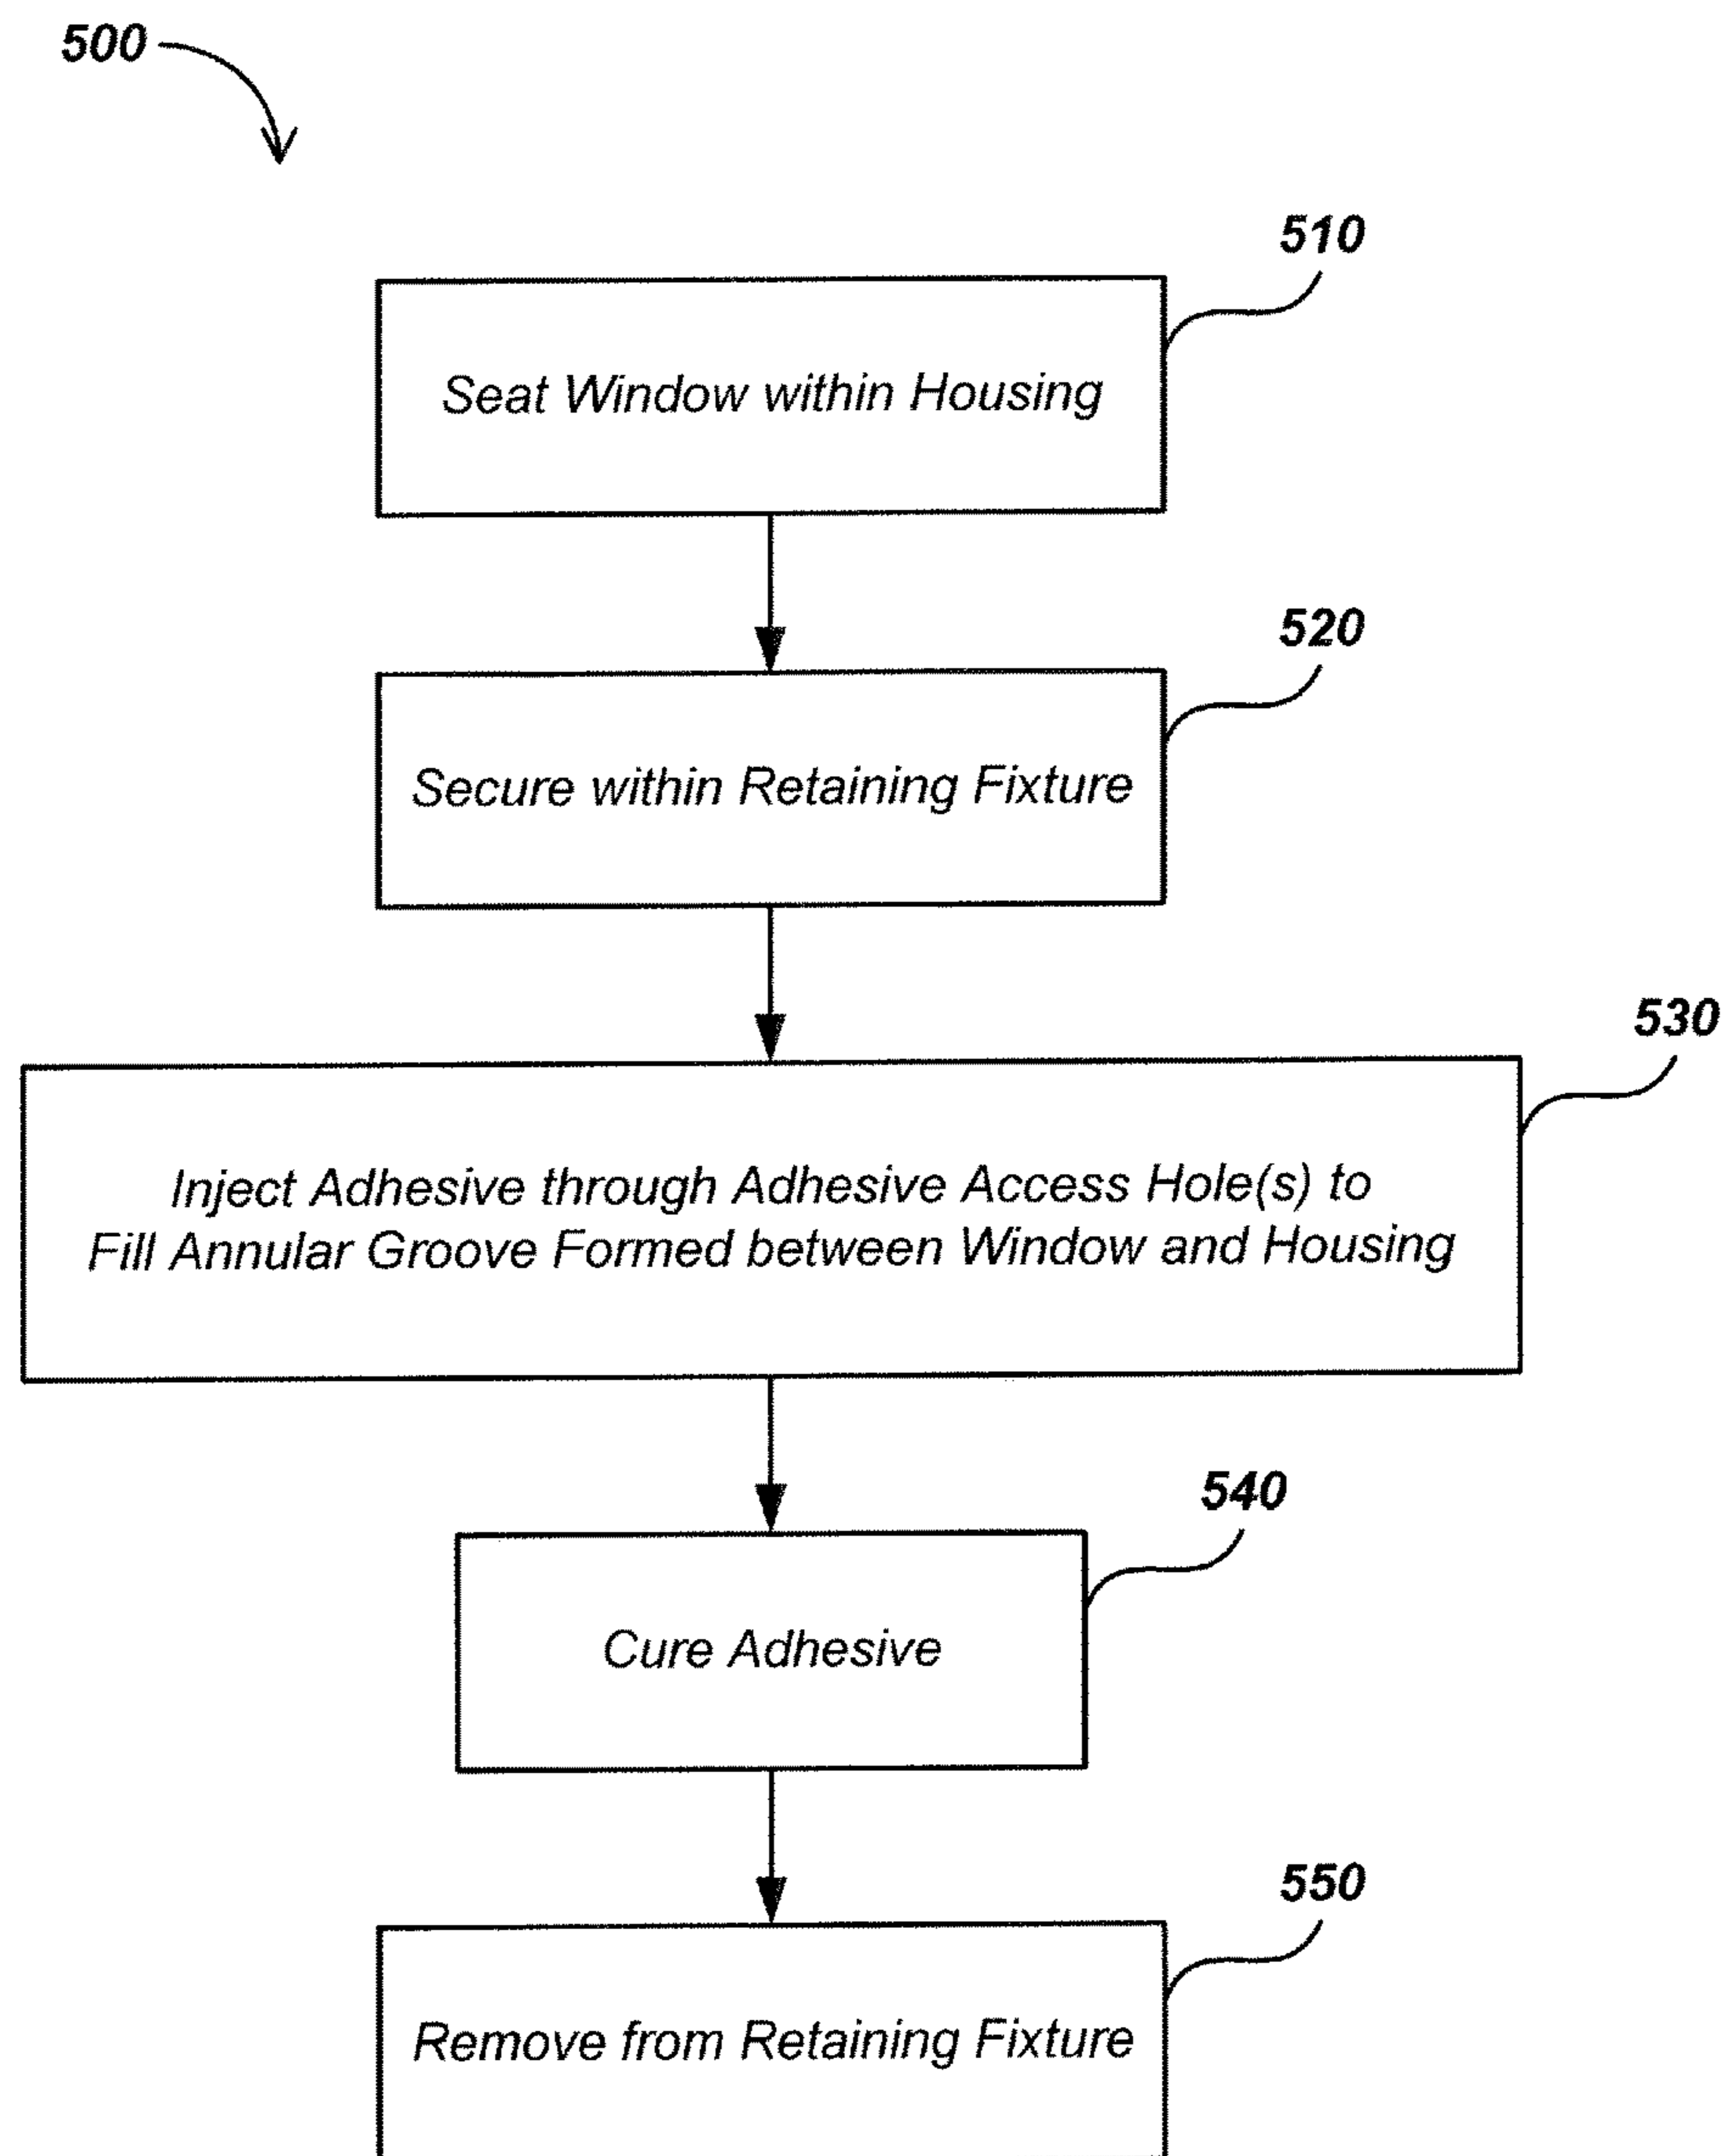 500
510
Seat Window within Housing
520
Secure within Retaining Fixture
530
Inject Adhesive through Adhesive Access Hole(s) to
Fill Annular Groove Formed between Window and Housing
540
Cure Adhesive
550
Remove from Retaining Fixture